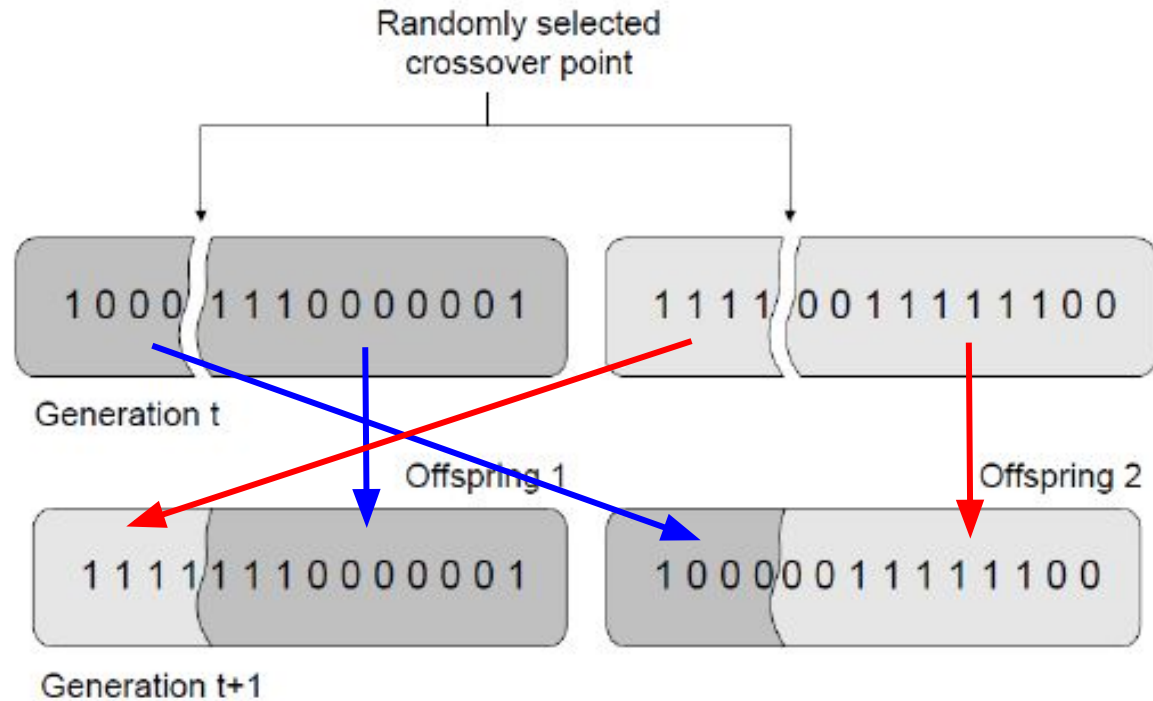 Randomly selected
crossover point
1 0 0 0 1 1 1 0 0 0 0 0 0 1
1 1 1 1 0 0 1 1 1 1 1 1 0 0
Generation t
Offspring 1
Offspring 2
1 1 1 1 1 1 1 0 0 0 0 0 0 1
1 0 0 0 0 0 1 1 1 1 1 1 0 0
Generation t+1